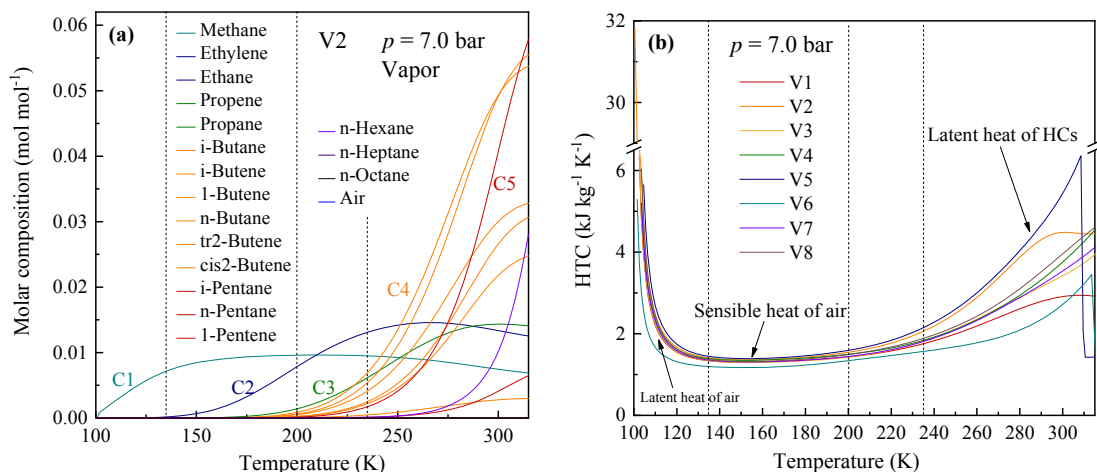 (a)
V2
p = 7.0 bar
Vapor
Methane
Ethylene
Ethane
Propene
Propane
i-Butane
i-Butene
1-Butene
n-Butane
tr2-Butene
cis2-Butene
i-Pentane
n-Pentane
1-Pentene
n-Hexane
n-Heptane
n-Octane
Air
C1
C2
C3
C4
C5
0.06
0.05
0.04
0.03
0.02
0.01
0.00
Molar composition (mol mol⁻¹)
100 150 200 250 300
Temperature (K)
(b)
p = 7.0 bar
V1
V2
V3
V4
V5
V6
V7
V8
Latent heat of HCs
Sensible heat of air
Latent heat of air
32
30
6
4
2
0
HTC (kJ kg⁻¹ K⁻¹)
100 120 140 160 180 200 220 240 260 280 300
Temperature (K)